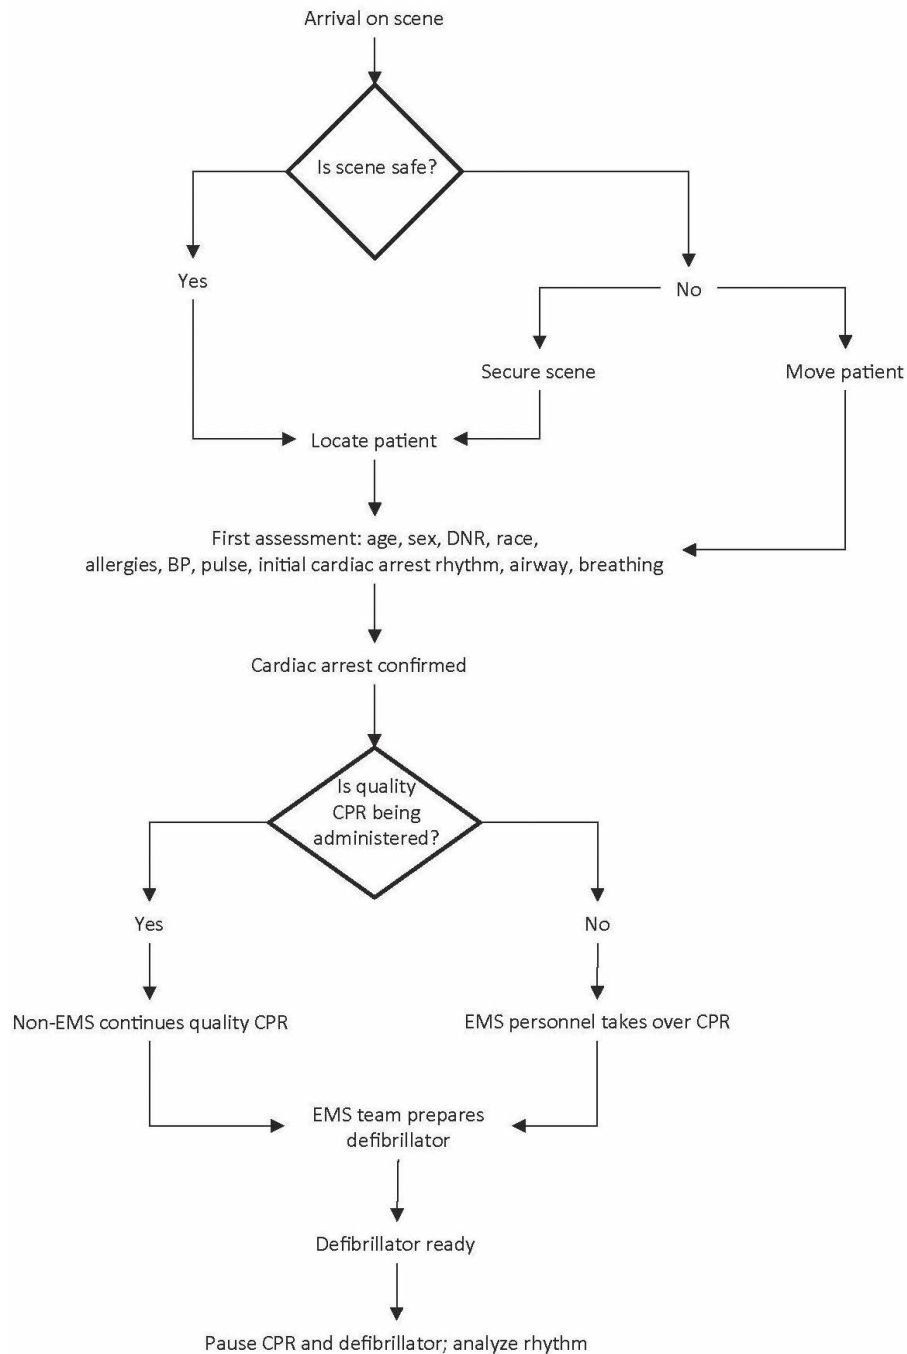 Arrival on scene
Is scene safe?
Yes
No
Secure scene
Move patient
Locate patient
First assessment: age, sex, DNR, race,
allergies, BP, pulse, initial cardiac arrest rhythm, airway, breathing
Cardiac arrest confirmed
Is quality
CPR being
administered?
Yes
No
Non-EMS continues quality CPR
EMS personnel takes over CPR
EMS team prepares
defibrillator
Defibrillator ready
Pause CPR and defibrillator; analyze rhythm